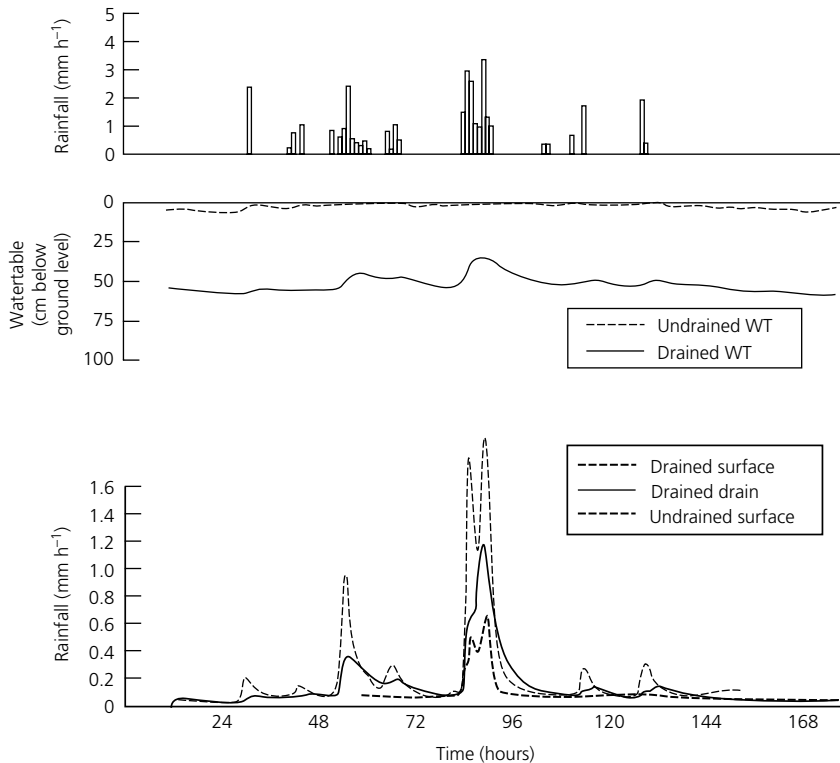 5
4
3
2
1
0
Rainfall (mm h⁻¹)
0
25
50
75
100
Watertable
(cm below
ground level)
Undrained WT
Drained WT
1.6
1.4
1.2
1.0
0.8
0.6
0.4
0.2
0
Rainfall (mm h⁻¹)
Drained surface
Drained drain
Undrained surface
24 48 72 96 120 144 168
Time (hours)